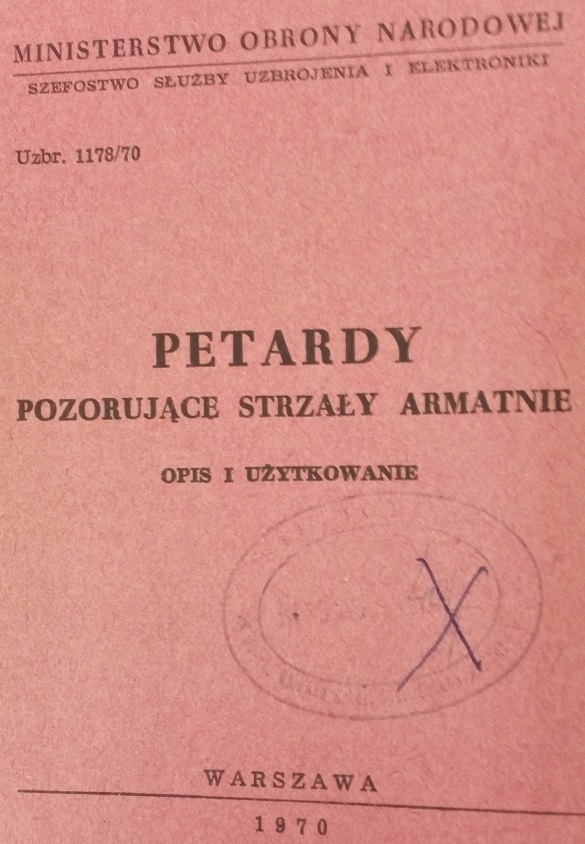 MINISTERSTWO OBRONY NARODOWEJ
SZEFOSTWO SŁUŻBY UZBROJENIA I ELEKTRONIKI
Uzbr. 1178/70
PETARDY
POZORUJĄCE STRZAŁY ARMATNIE
OPIS I UŻYTKOWANIE
WARSZAWA
1970